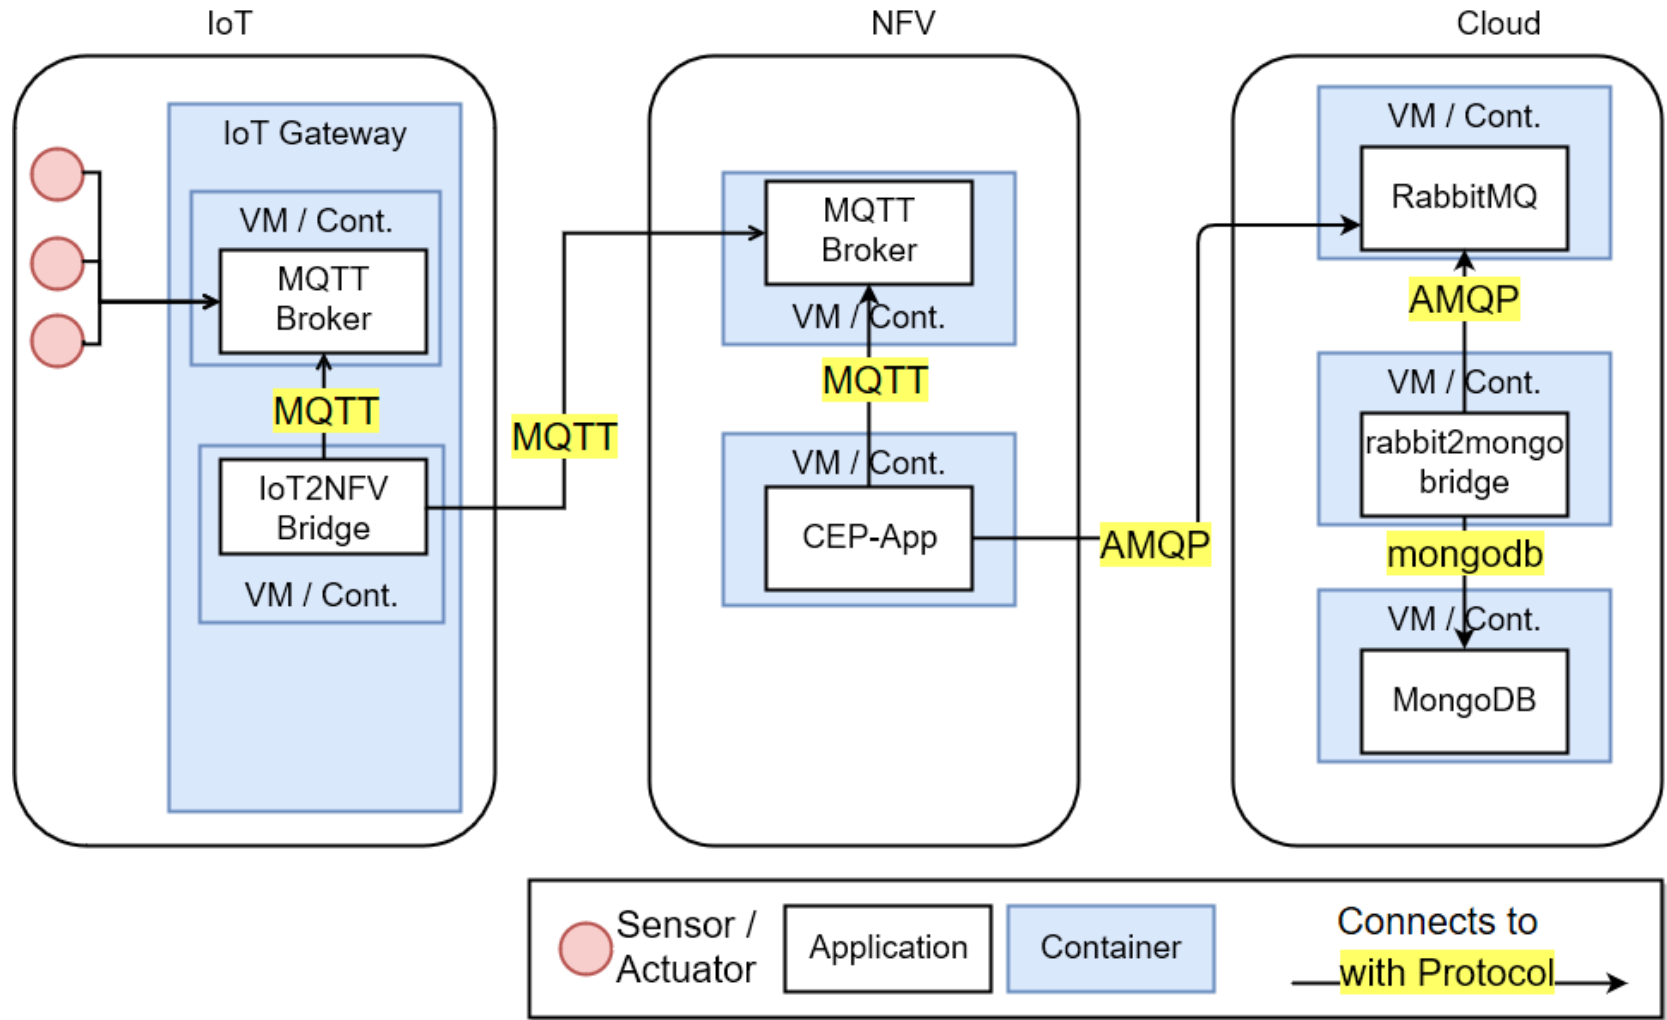 IoT
NFV
Cloud
IoT Gateway
VM / Cont.
MQTT
Broker
MQTT
IoT2NFV
Bridge
VM / Cont.
MQTT
MQTT
Broker
VM / Cont.
MQTT
VM / Cont.
CEP-App
AMQP
VM / Cont.
RabbitMQ
AMQP
VM / Cont.
rabbit2mongo
bridge
mongodb
VM / Cont.
MongoDB
Sensor /
Actuator
Application
Container
Connects to
with Protocol